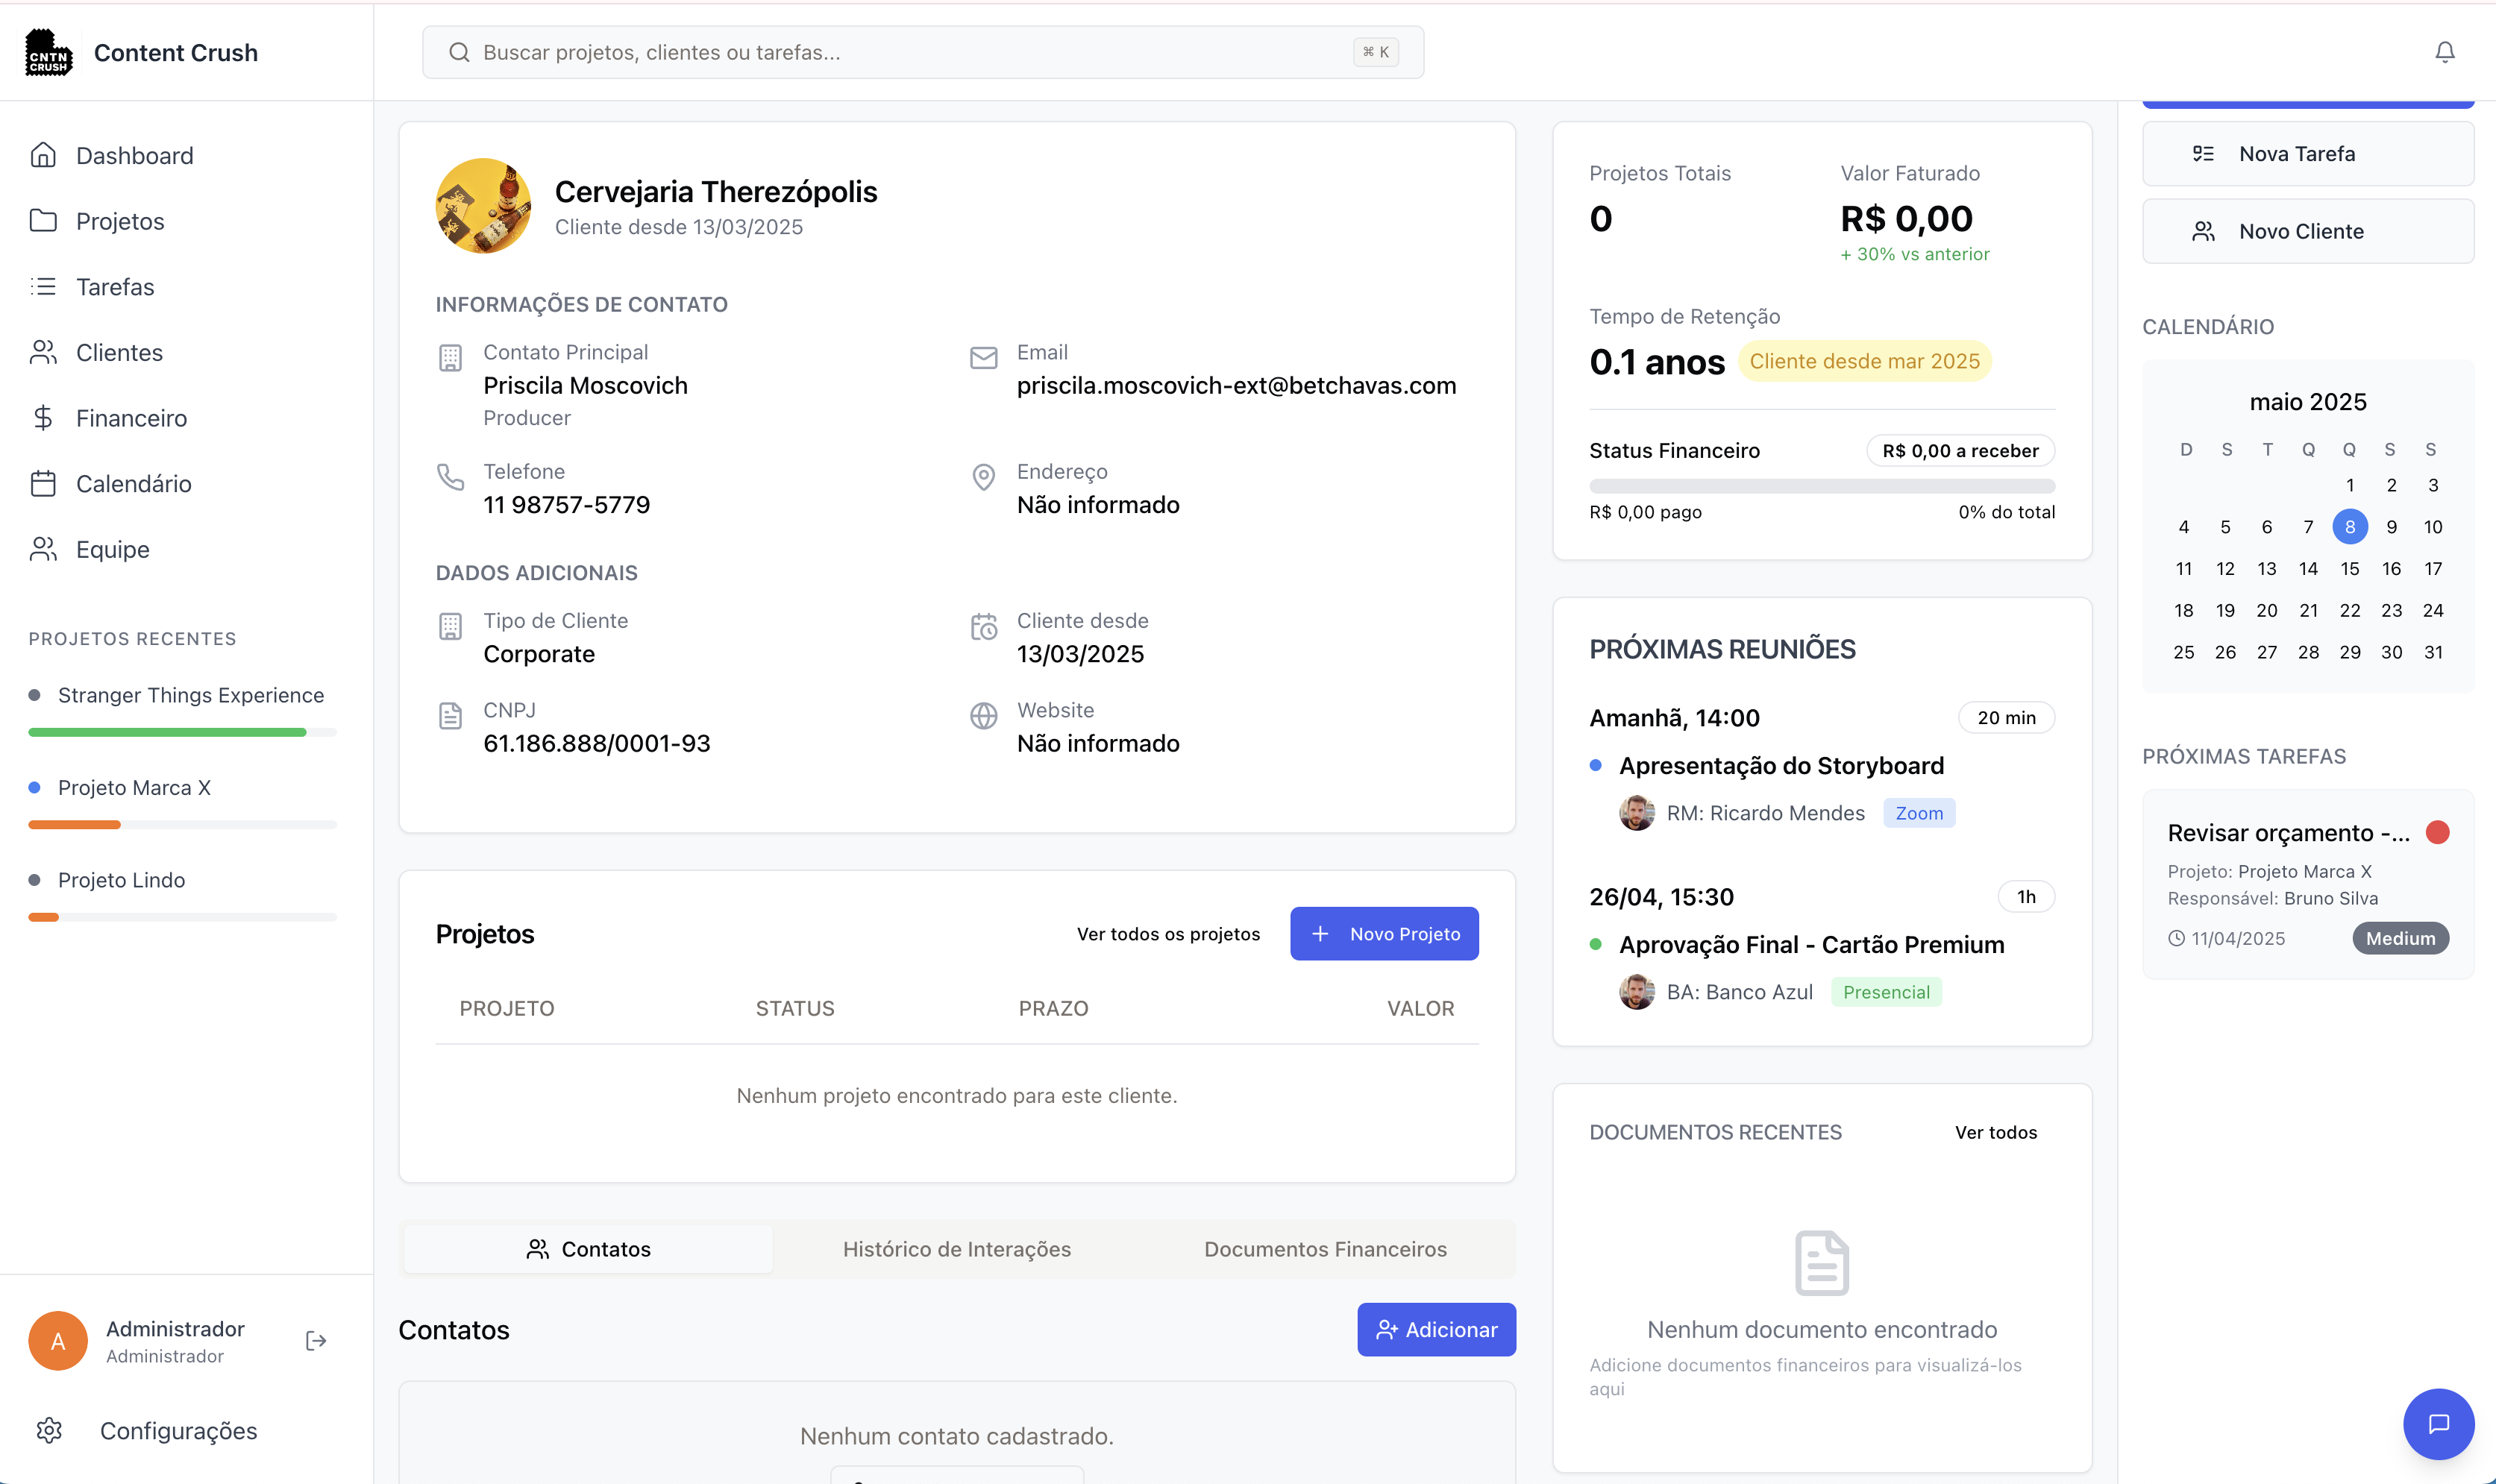 CNTN
CRUSH
Content Crush
Buscar projetos, clientes ou tarefas...
⌘ K
Dashboard
Projetos
Tarefas
Clientes
Financeiro
Calendário
Equipe
PROJETOS RECENTES
Stranger Things Experience
Projeto Marca X
Projeto Lindo
A
Administrador
Administrador
Configurações
Cervejaria Therezópolis
Cliente desde 13/03/2025
INFORMAÇÕES DE CONTATO
Contato Principal
Priscila Moscovich
Producer
Email
priscila.moscovich-ext@betchavas.com
Telefone
11 98757-5779
Endereço
Não informado
DADOS ADICIONAIS
Tipo de Cliente
Corporate
Cliente desde
13/03/2025
CNPJ
61.186.888/0001-93
Website
Não informado
Projetos
Ver todos os projetos
Novo Projeto
PROJETO STATUS PRAZO VALOR
Nenhum projeto encontrado para este cliente.
Contatos
Histórico de Interações
Documentos Financeiros
Contatos
Adicionar
Nenhum contato cadastrado.
Projetos Totais
0
Valor Faturado
R$ 0,00
+ 30% vs anterior
Tempo de Retenção
0.1 anos
Cliente desde mar 2025
Status Financeiro
R$ 0,00 a receber
R$ 0,00 pago
0% do total
PRÓXIMAS REUNIÕES
Amanhã, 14:00
20 min
Apresentação do Storyboard
RM: Ricardo Mendes
Zoom
26/04, 15:30
1h
Aprovação Final - Cartão Premium
BA: Banco Azul
Presencial
DOCUMENTOS RECENTES
Ver todos
Nenhum documento encontrado
Adicione documentos financeiros para visualizá-los
aqui
Nova Tarefa
Novo Cliente
CALENDÁRIO
maio 2025
D S T Q Q S S
1 2 3
4 5 6 7 8 9 10
11 12 13 14 15 16 17
18 19 20 21 22 23 24
25 26 27 28 29 30 31
PRÓXIMAS TAREFAS
Revisar orçamento -...
Projeto: Projeto Marca X
Responsável: Bruno Silva
11/04/2025
Medium